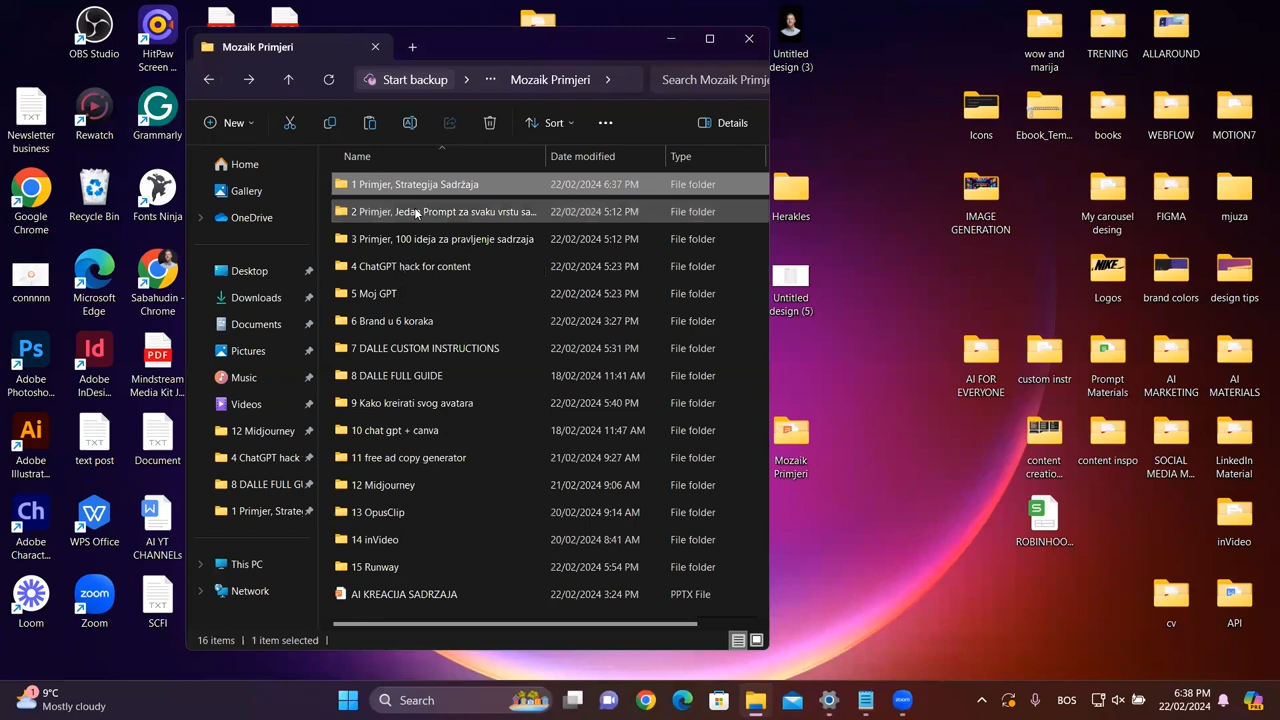 OBS Studio
HitPaw
Screen ...
Newsletter
business
Rewatch
Grammarly
Google
Chrome
Recycle Bin
Fonts Ninja
connnnn
Microsoft
Edge
Sabahudin -
Chrome
Adobe
Photosho...
Adobe
InDesi...
Mindstream
Media Kit J...
Adobe
Illustrat...
text post
Document
Adobe
Charact...
WPS Office
AI YT
CHANNELS
Loom
Zoom
SCFI
Mozaik Primjeri
Start backup
Mozaik Primjeri
Search Mozaik Primje
New
Sort
Details
Name
Date modified
Type
Home
Gallery
OneDrive
Desktop
Downloads
Documents
Pictures
Music
Videos
12 Midjourney
4 ChatGPT hack
8 DALLE FULL GI
1 Primjer, Strate
This PC
Network
1 Primjer, Strategija Sadržaja 22/02/2024 6:37 PM File folder
2 Primjer, Jedan Prompt za svaku vrstu sa... 22/02/2024 5:12 PM File folder
3 Primjer, 100 ideja za pravljenje sadrzaja 22/02/2024 5:12 PM File folder
4 ChatGPT hack for content 22/02/2024 5:23 PM File folder
5 Moj GPT 22/02/2024 5:23 PM File folder
6 Brand u 6 koraka 22/02/2024 3:27 PM File folder
7 DALLE CUSTOM INSTRUCTIONS 22/02/2024 5:31 PM File folder
8 DALLE FULL GUIDE 18/02/2024 11:41 AM File folder
9 Kako kreirati svog avatara 22/02/2024 5:40 PM File folder
10 chat gpt + canva 18/02/2024 11:47 AM File folder
11 free ad copy generator 21/02/2024 9:27 AM File folder
12 Midjourney 21/02/2024 9:06 AM File folder
13 OpusClip 20/02/2024 9:14 AM File folder
14 inVideo 20/02/2024 8:41 AM File folder
15 Runway 22/02/2024 5:54 PM File folder
AI KREACIJA SADRZAJA 22/02/2024 3:24 PM PPTX File
16 items
1 item selected
Untitled
design (3)
Herakles
Untitled
design (5)
Mozaik
Primjeri
wow and
marija
TRENING
ALLAROUND
Icons
Ebook_Tem...
books
WEBFLOW
MOTION7
IMAGE
GENERATION
My carousel
desing
FIGMA
mjuza
NIKE
Logos
brand colors
design tips
AI FOR
EVERYONE
custom instr
Prompt
Materials
AI
MARKETING
AI
MATERIALS
content
creatio...
content inspo
SOCIAL
MEDIA M...
LinkedIn
Material
ROBINHOO...
inVideo
cv
API
9°C
Mostly cloudy
Search
BOS
6:38 PM
22/02/2024